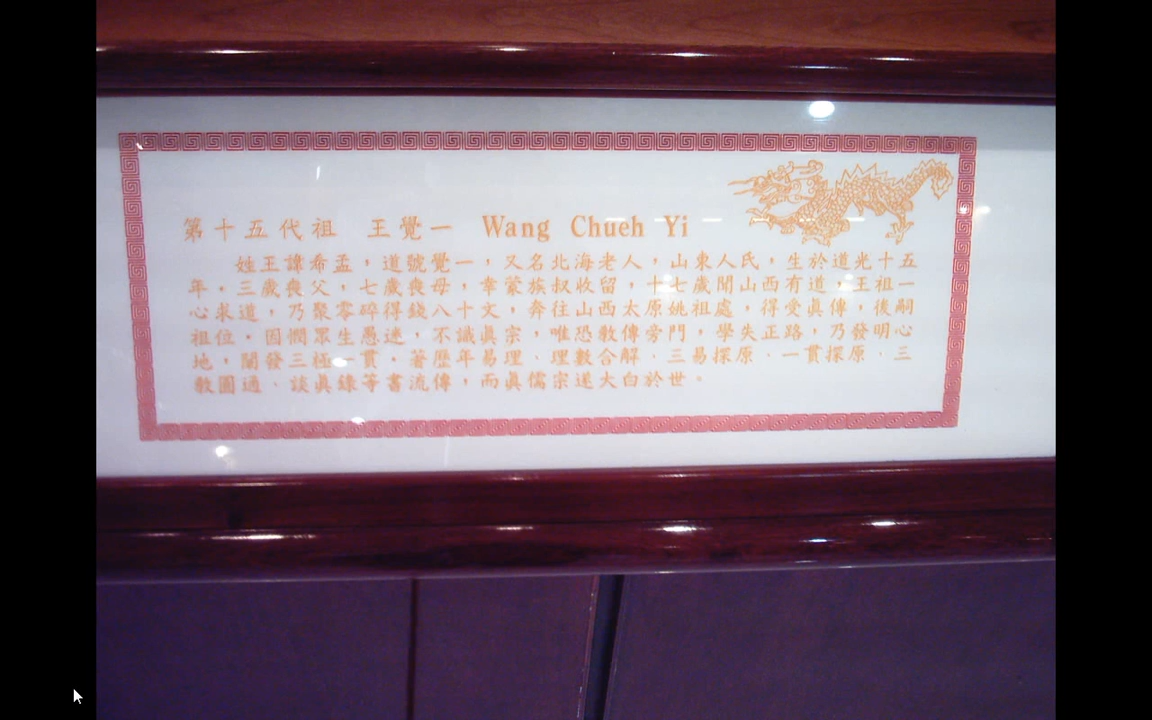 第十五代祖 王覺一 Wang Chueh Yi
姓王諱希孟，道號覺一，又名北海老人，山東人氏，生於道光十五
年。三歲喪父，七歲喪母，幸蒙族叔收留，十七歲聞山西有道，王祖一
心求道，乃聚零碎得錢八十文，奔往山西太原姚祖處，得受眞傳，後嗣
祖位。因憫眾生愚迷，不識眞宗，唯恐教傳旁門，學失正路，乃發明心
地，闡發三極一貫，著歷年易理、理數合解、三易探原、一貫探原、三
教圓通、談眞錄等書流傳，而眞儒宗遂大白於世。